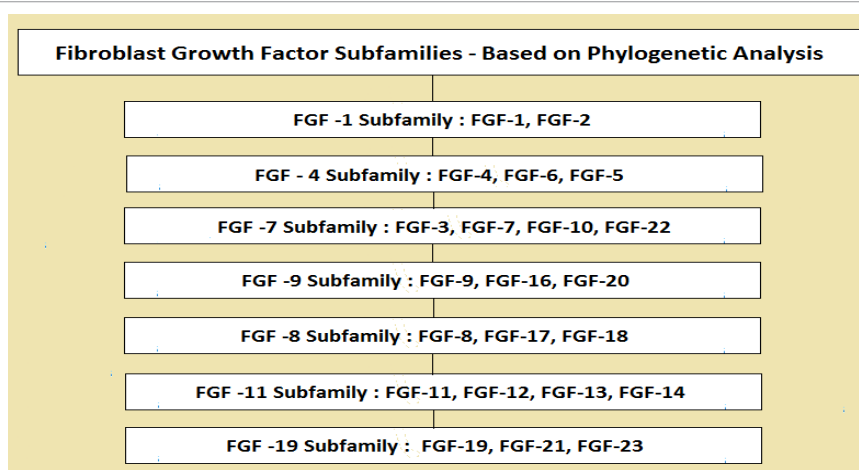 Fibroblast Growth Factor Subfamilies - Based on Phylogenetic Analysis
FGF -1 Subfamily : FGF-1, FGF-2
FGF - 4 Subfamily : FGF-4, FGF-6, FGF-5
FGF -7 Subfamily : FGF-3, FGF-7, FGF-10, FGF-22
FGF -9 Subfamily : FGF-9, FGF-16, FGF-20
FGF -8 Subfamily : FGF-8, FGF-17, FGF-18
FGF -11 Subfamily : FGF-11, FGF-12, FGF-13, FGF-14
FGF -19 Subfamily :  FGF-19, FGF-21, FGF-23